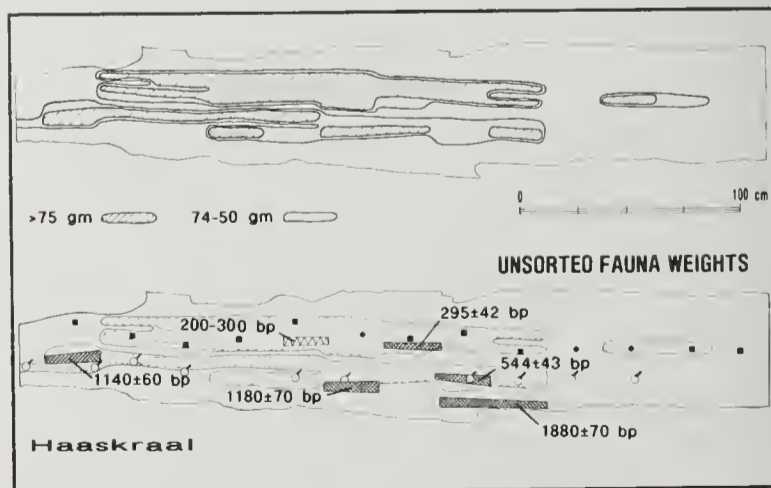 >75 gm 74-50 gm
0 100 cm
UNSORTED FAUNA WEIGHTS
200-300 bp 295±42 bp
544±43 bp
1140±60 bp 1180±70 bp
1880±70 bp
Haaskraal